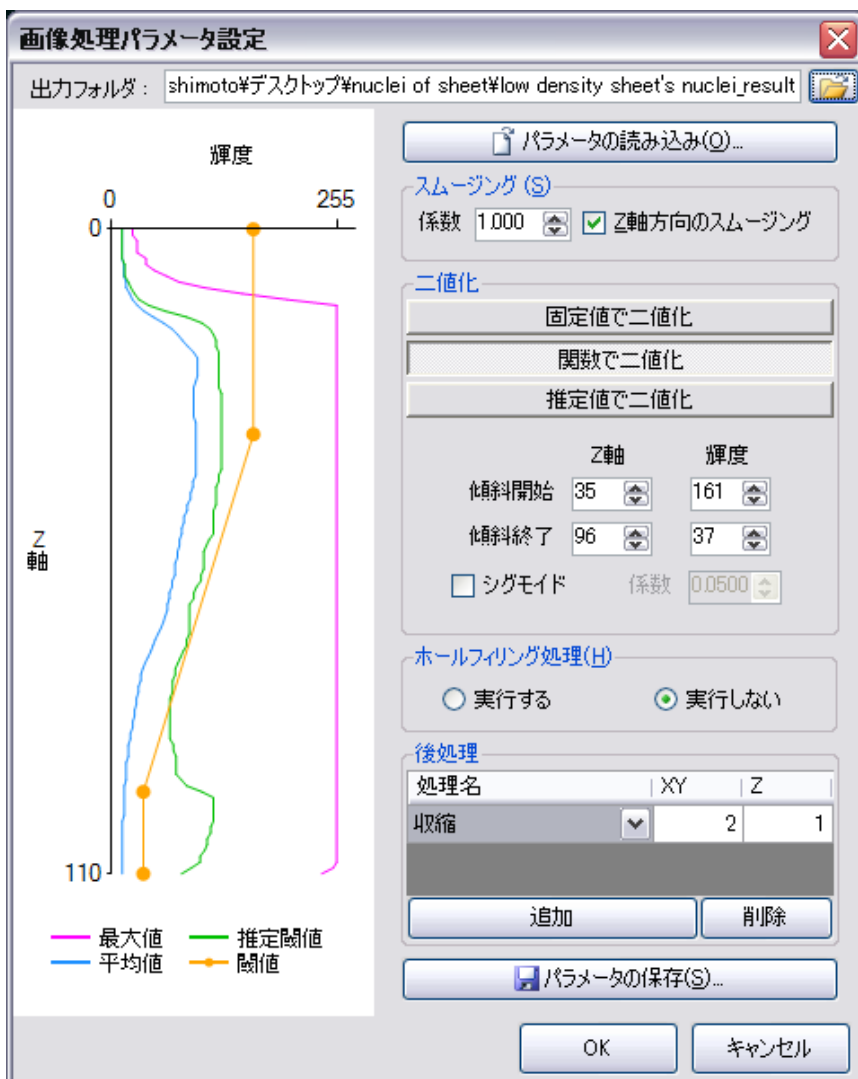 画像処理パラメータ設定
出力フォルダ： shimoto¥デスクトップ¥nuclei of sheet¥low density sheet's nuclei_result
輝度
0 255
0
Z軸
110
最大値 推定閾値
平均値 閾値
パラメータの読み込み(O)...
スムージング (S)
係数 1.000 Z軸方向のスムージング
二値化
固定値で二値化
関数で二値化
推定値で二値化
Z軸 輝度
傾斜開始 35 161
傾斜終了 96 37
シグモイド 係数 0.0500
ホールフィリング処理(H)
実行する 実行しない
後処理
処理名 XY Z
収縮 2 1
追加 削除
パラメータの保存(S)...
OK キャンセル